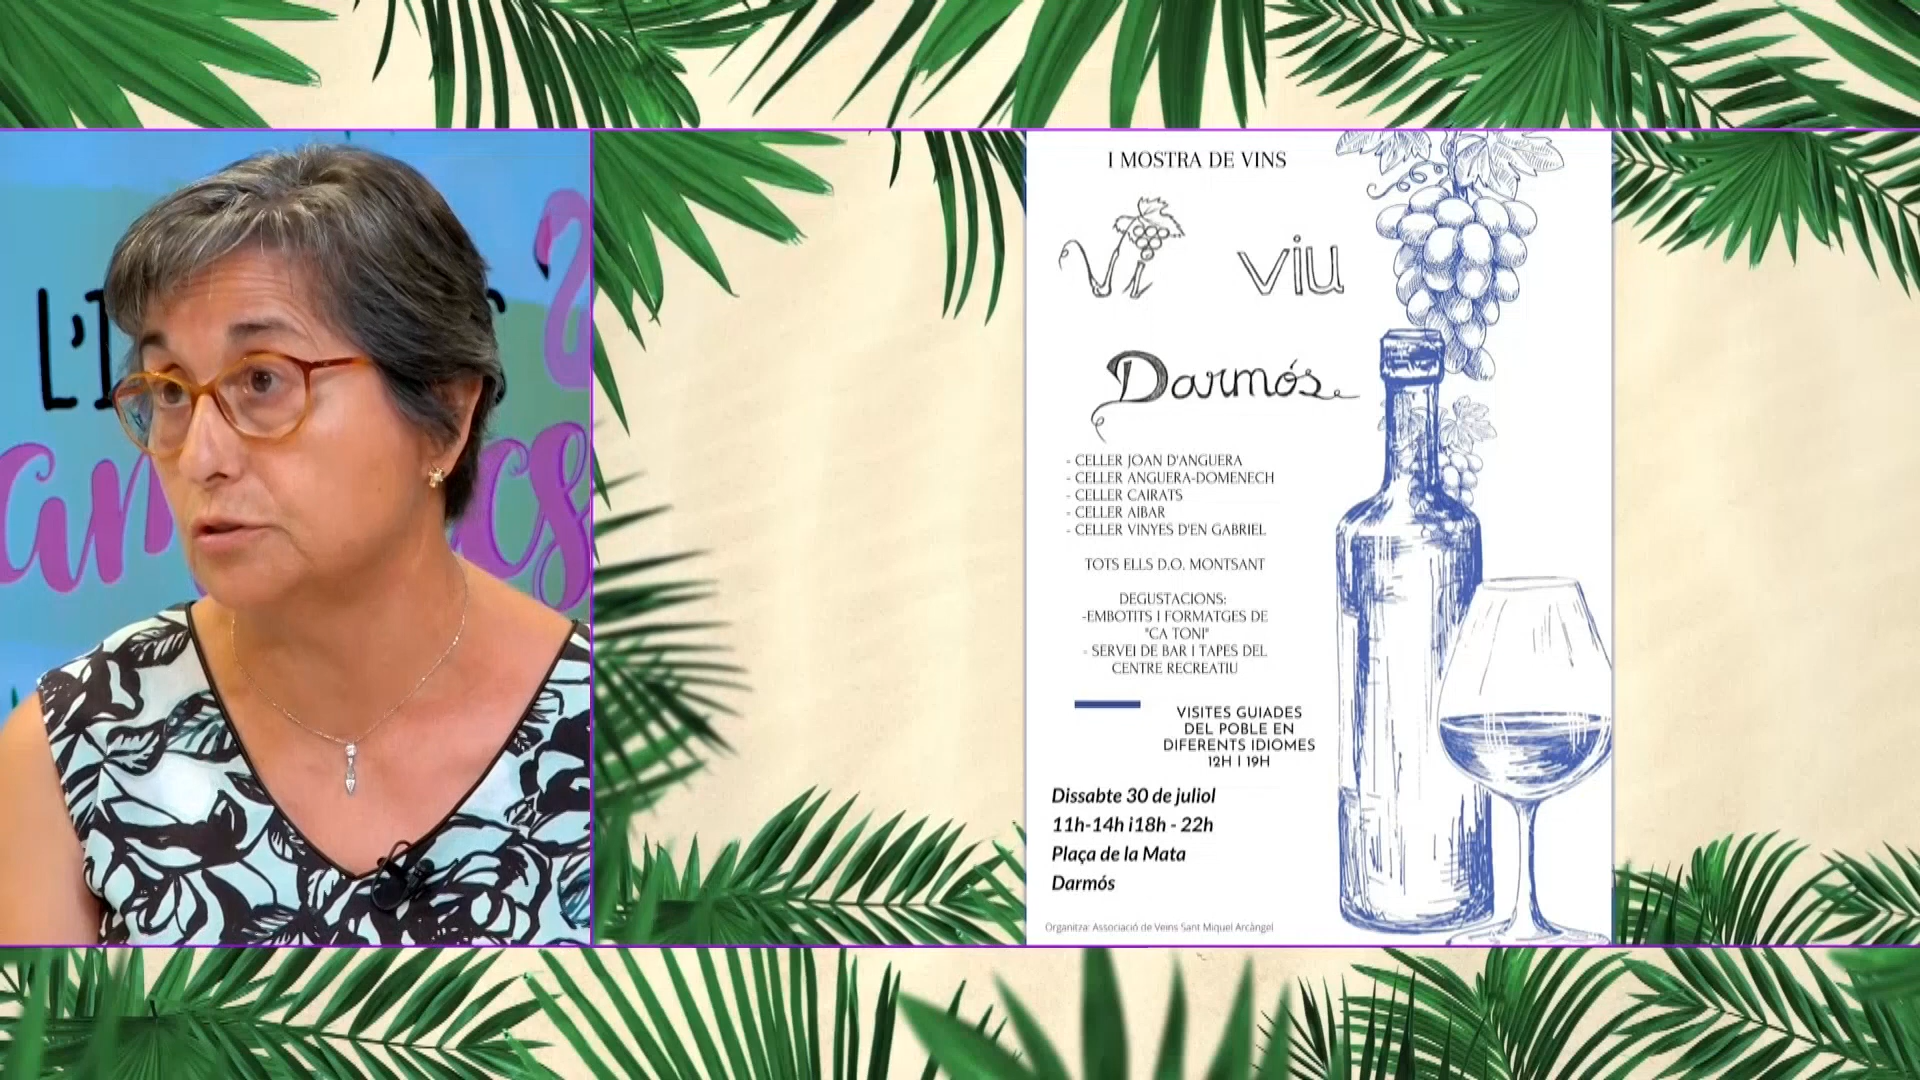 I MOSTRA DE VINS
Vi viu
Darmós
- CELLER JOAN D'ANGUERA
- CELLER ANGUERA-DOMENECH
- CELLER CAIRATS
- CELLER AIBAR
- CELLER VINYES D'EN GABRIEL
TOTS ELLS D.O. MONTSANT
DEGUSTACIONS:
-EMBOTITS I FORMATGES DE
"CA TONI"
- SERVEI DE BAR I TAPES DEL
CENTRE RECREATIU
VISITES GUIADES
DEL POBLE EN
DIFERENTS IDIOMES
12H I 19H
Dissabte 30 de juliol
11h-14h i18h - 22h
Plaça de la Mata
Darmós
Organitza: Associació de Veins Sant Miquel Arcàngel